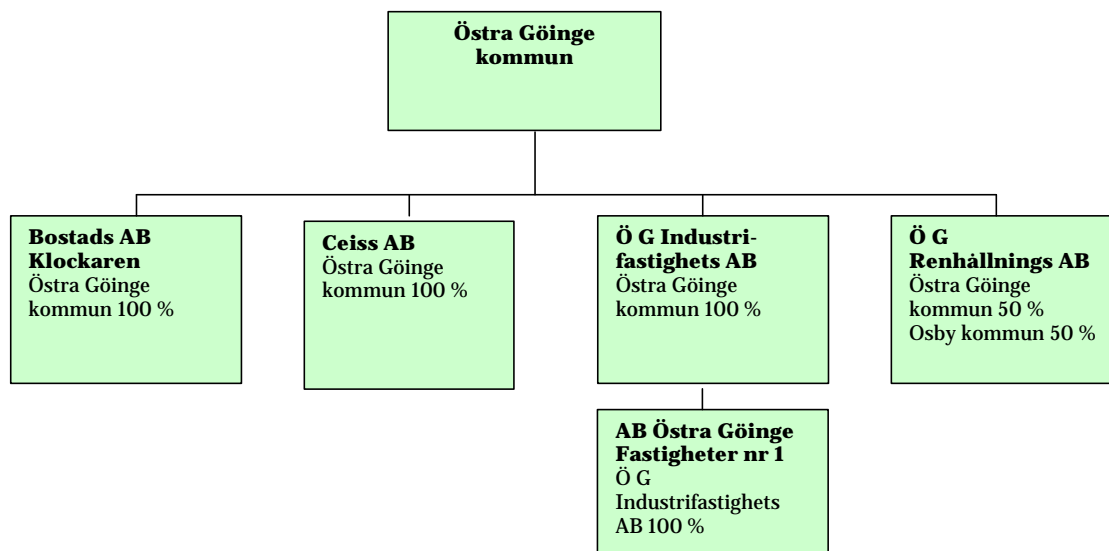 Östra Göinge
kommun
Bostads AB
Klockaren
Östra Göinge
kommun 100 %
Ceiss AB
Östra Göinge
kommun 100 %
Ö G Industri-
fastighets AB
Östra Göinge
kommun 100 %
Ö G
Renhållnings AB
Östra Göinge
kommun 50 %
Osby kommun 50 %
AB Östra Göinge
Fastigheter nr 1
Ö G
Industrifastighets
AB 100 %